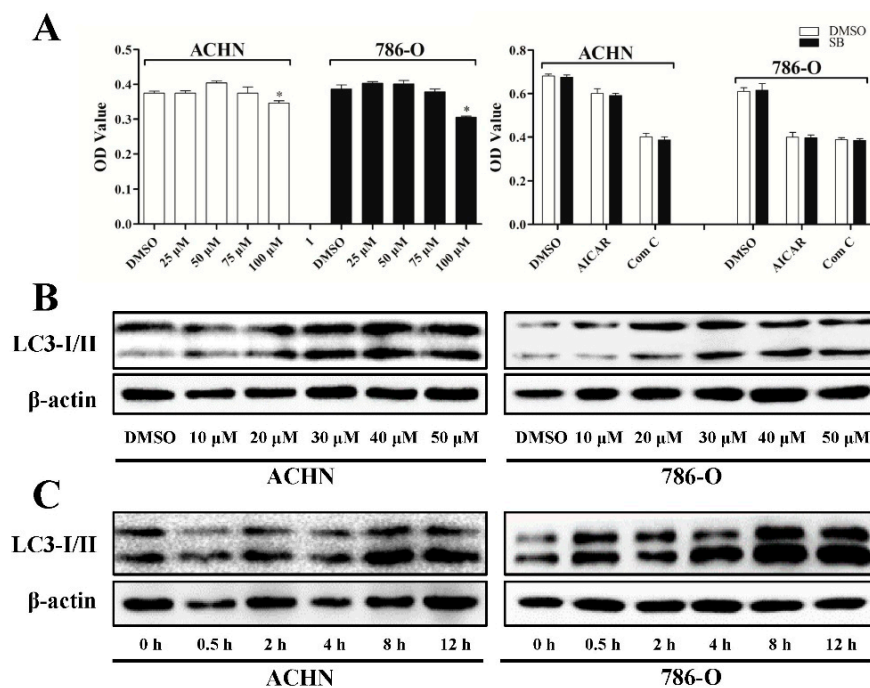 A
ACHN
786-O
OD Value
0.5
0.4
0.3
0.2
0.1
0.0
DMSO
25 μM
50 μM
75 μM
100 μM
*
1
DMSO
25 μM
50 μM
75 μM
100 μM
*
DMSO
SB
ACHN
786-O
OD Value
0.8
0.6
0.4
0.2
0.0
DMSO
AICAR
Com C
DMSO
AICAR
Com C
B
LC3-I/II
β-actin
DMSO 10 μM 20 μM 30 μM 40 μM 50 μM
ACHN
DMSO 10 μM 20 μM 30 μM 40 μM 50 μM
786-O
C
LC3-I/II
β-actin
0 h 0.5 h 2 h 4 h 8 h 12 h
ACHN
0 h 0.5 h 2 h 4 h 8 h 12 h
786-O